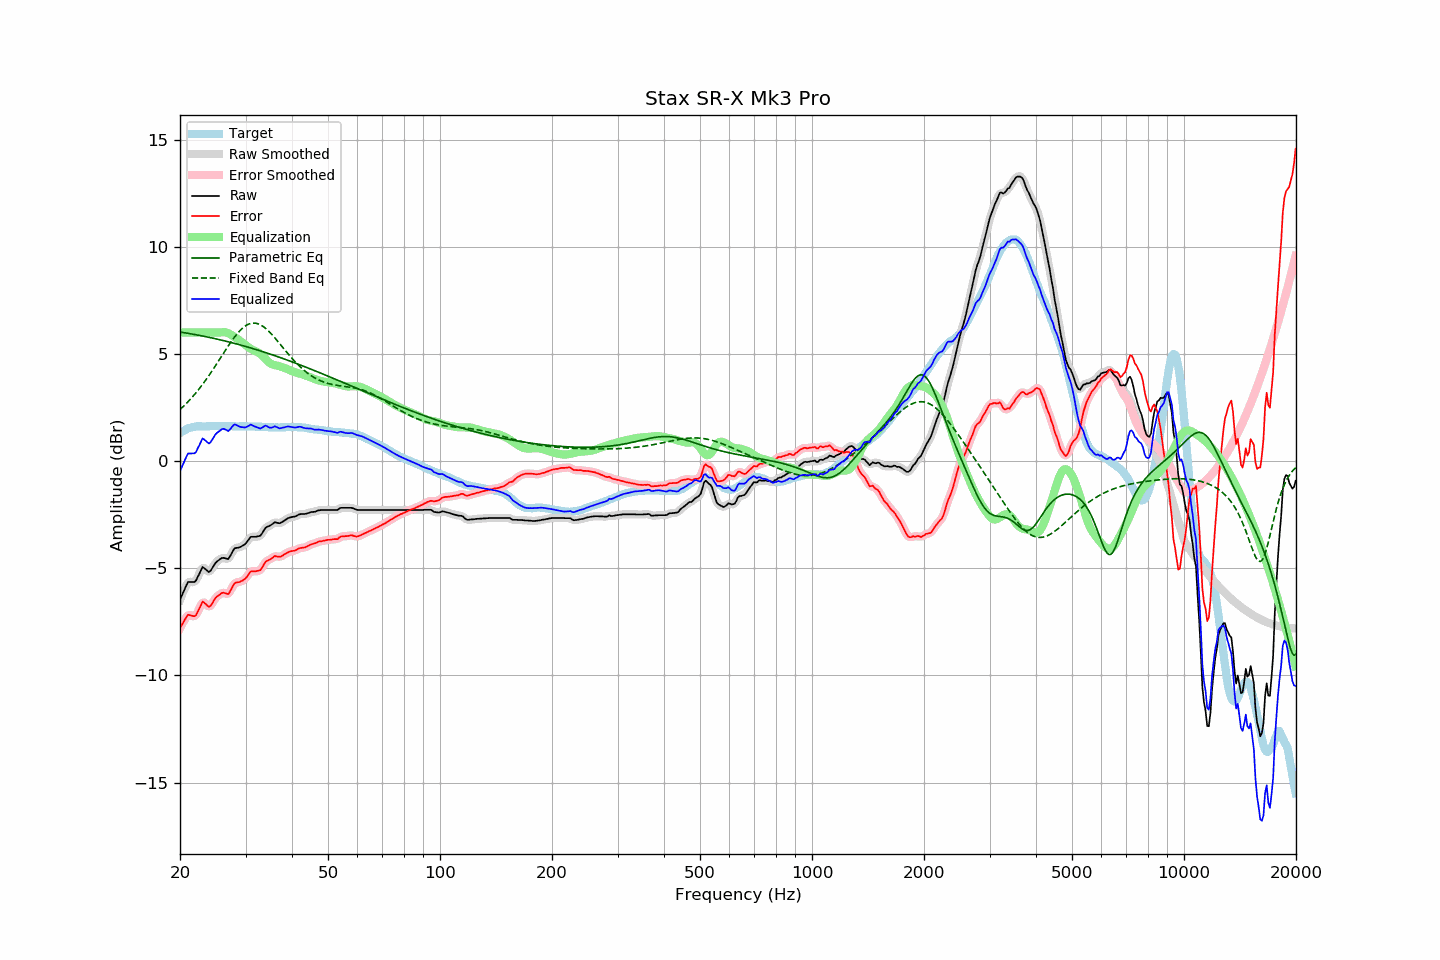 Stax SR-X Mk3 Pro
Target
Raw Smoothed
Error Smoothed
Raw
Error
Equalization
Parametric Eq
Fixed Band Eq
Equalized
15
10
5
0
−5
−10
−15
Amplitude (dBr)
20 50 100 200 500 1000 2000 5000 10000 20000
Frequency (Hz)